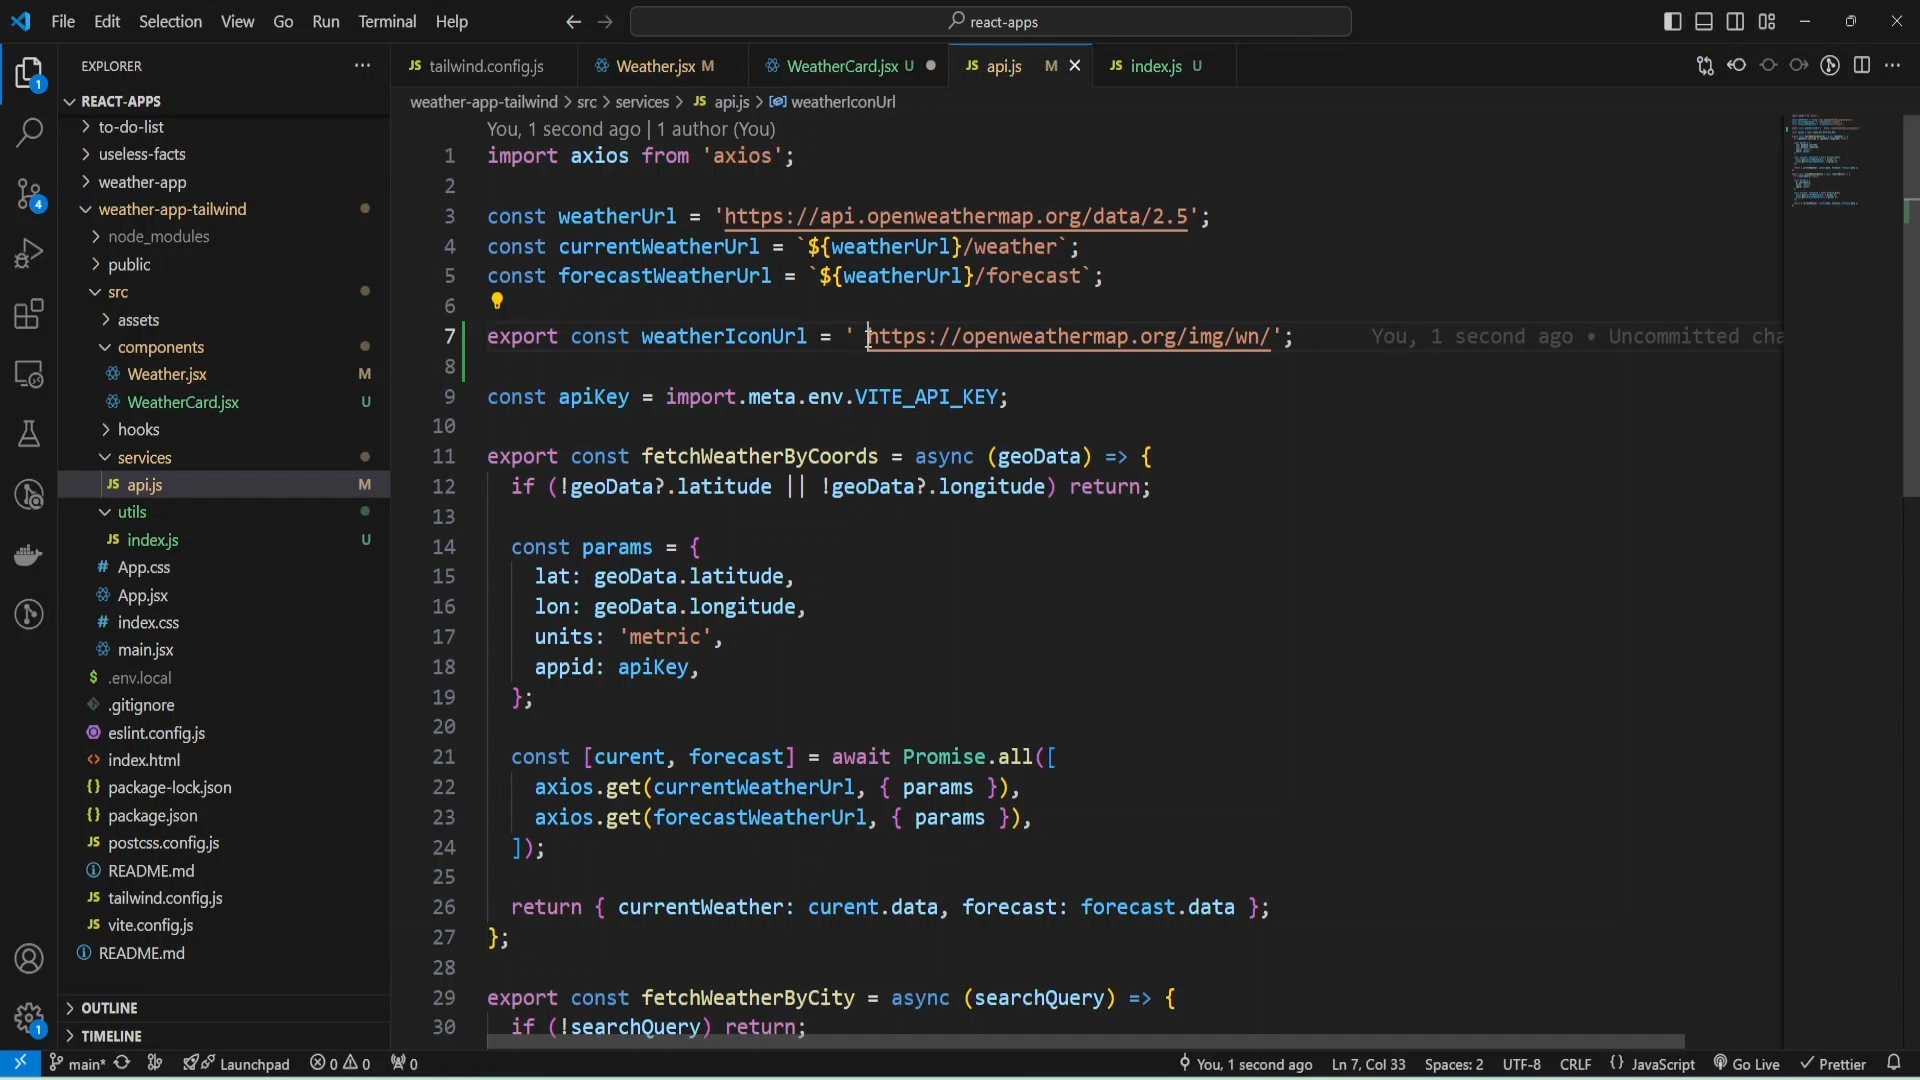 File Edit Selection View Go Run Terminal Help
react-apps
EXPLORER
REACT-APPS
to-do-list
useless-facts
weather-app
weather-app-tailwind
node_modules
public
src
assets
components
Weather.jsx M
WeatherCard.jsx U
hooks
services
JS api.js M
utils
JS index.js U
# App.css
App.jsx
# index.css
main.jsx
$ .env.local
.gitignore
eslint.config.js
<> index.html
{} package-lock.json
{} package.json
JS postcss.config.js
README.md
JS tailwind.config.js
JS vite.config.js
README.md
OUTLINE
TIMELINE
1
4
1
JS tailwind.config.js
Weather.jsx M
WeatherCard.jsx U
JS api.js M
JS index.js U
weather-app-tailwind > src > services > JS api.js > weatherIconUrl
You, 1 second ago | 1 author (You)
1 import axios from 'axios';
2
3 const weatherUrl = 'https://api.openweathermap.org/data/2.5';
4 const currentWeatherUrl = `${weatherUrl}/weather`;
5 const forecastWeatherUrl = `${weatherUrl}/forecast`;
6
7 export const weatherIconUrl = ' https://openweathermap.org/img/wn/'; You, 1 second ago • Uncommitted cha
8
9 const apiKey = import.meta.env.VITE_API_KEY;
10
11 export const fetchWeatherByCoords = async (geoData) => {
12 if (!geoData?.latitude || !geoData?.longitude) return;
13
14 const params = {
15 lat: geoData.latitude,
16 lon: geoData.longitude,
17 units: 'metric',
18 appid: apiKey,
19 };
20
21 const [curent, forecast] = await Promise.all([
22 axios.get(currentWeatherUrl, { params }),
23 axios.get(forecastWeatherUrl, { params }),
24 ]);
25
26 return { currentWeather: curent.data, forecast: forecast.data };
27 };
28
29 export const fetchWeatherByCity = async (searchQuery) => {
30 if (!searchQuery) return;
main* Launchpad 0 0 0 You, 1 second ago Ln 7, Col 33 Spaces: 2 UTF-8 CRLF {} JavaScript Go Live Prettier